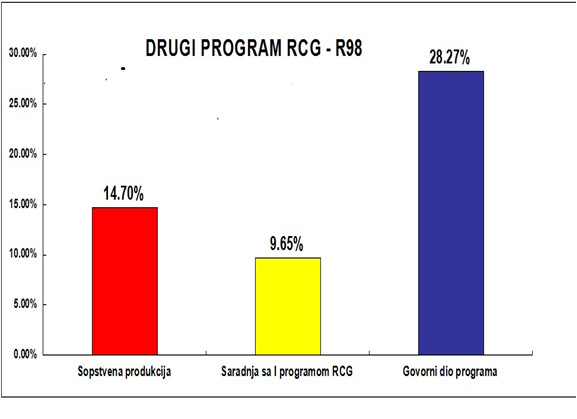 DRUGI PROGRAM RCG - R98
30.00%
25.00%
20.00%
15.00%
10.00%
5.00%
0.00%
14.70%
9.65%
28.27%
Sopstvena produkcija
Saradnja sa I programom RCG
Govorni dio programa